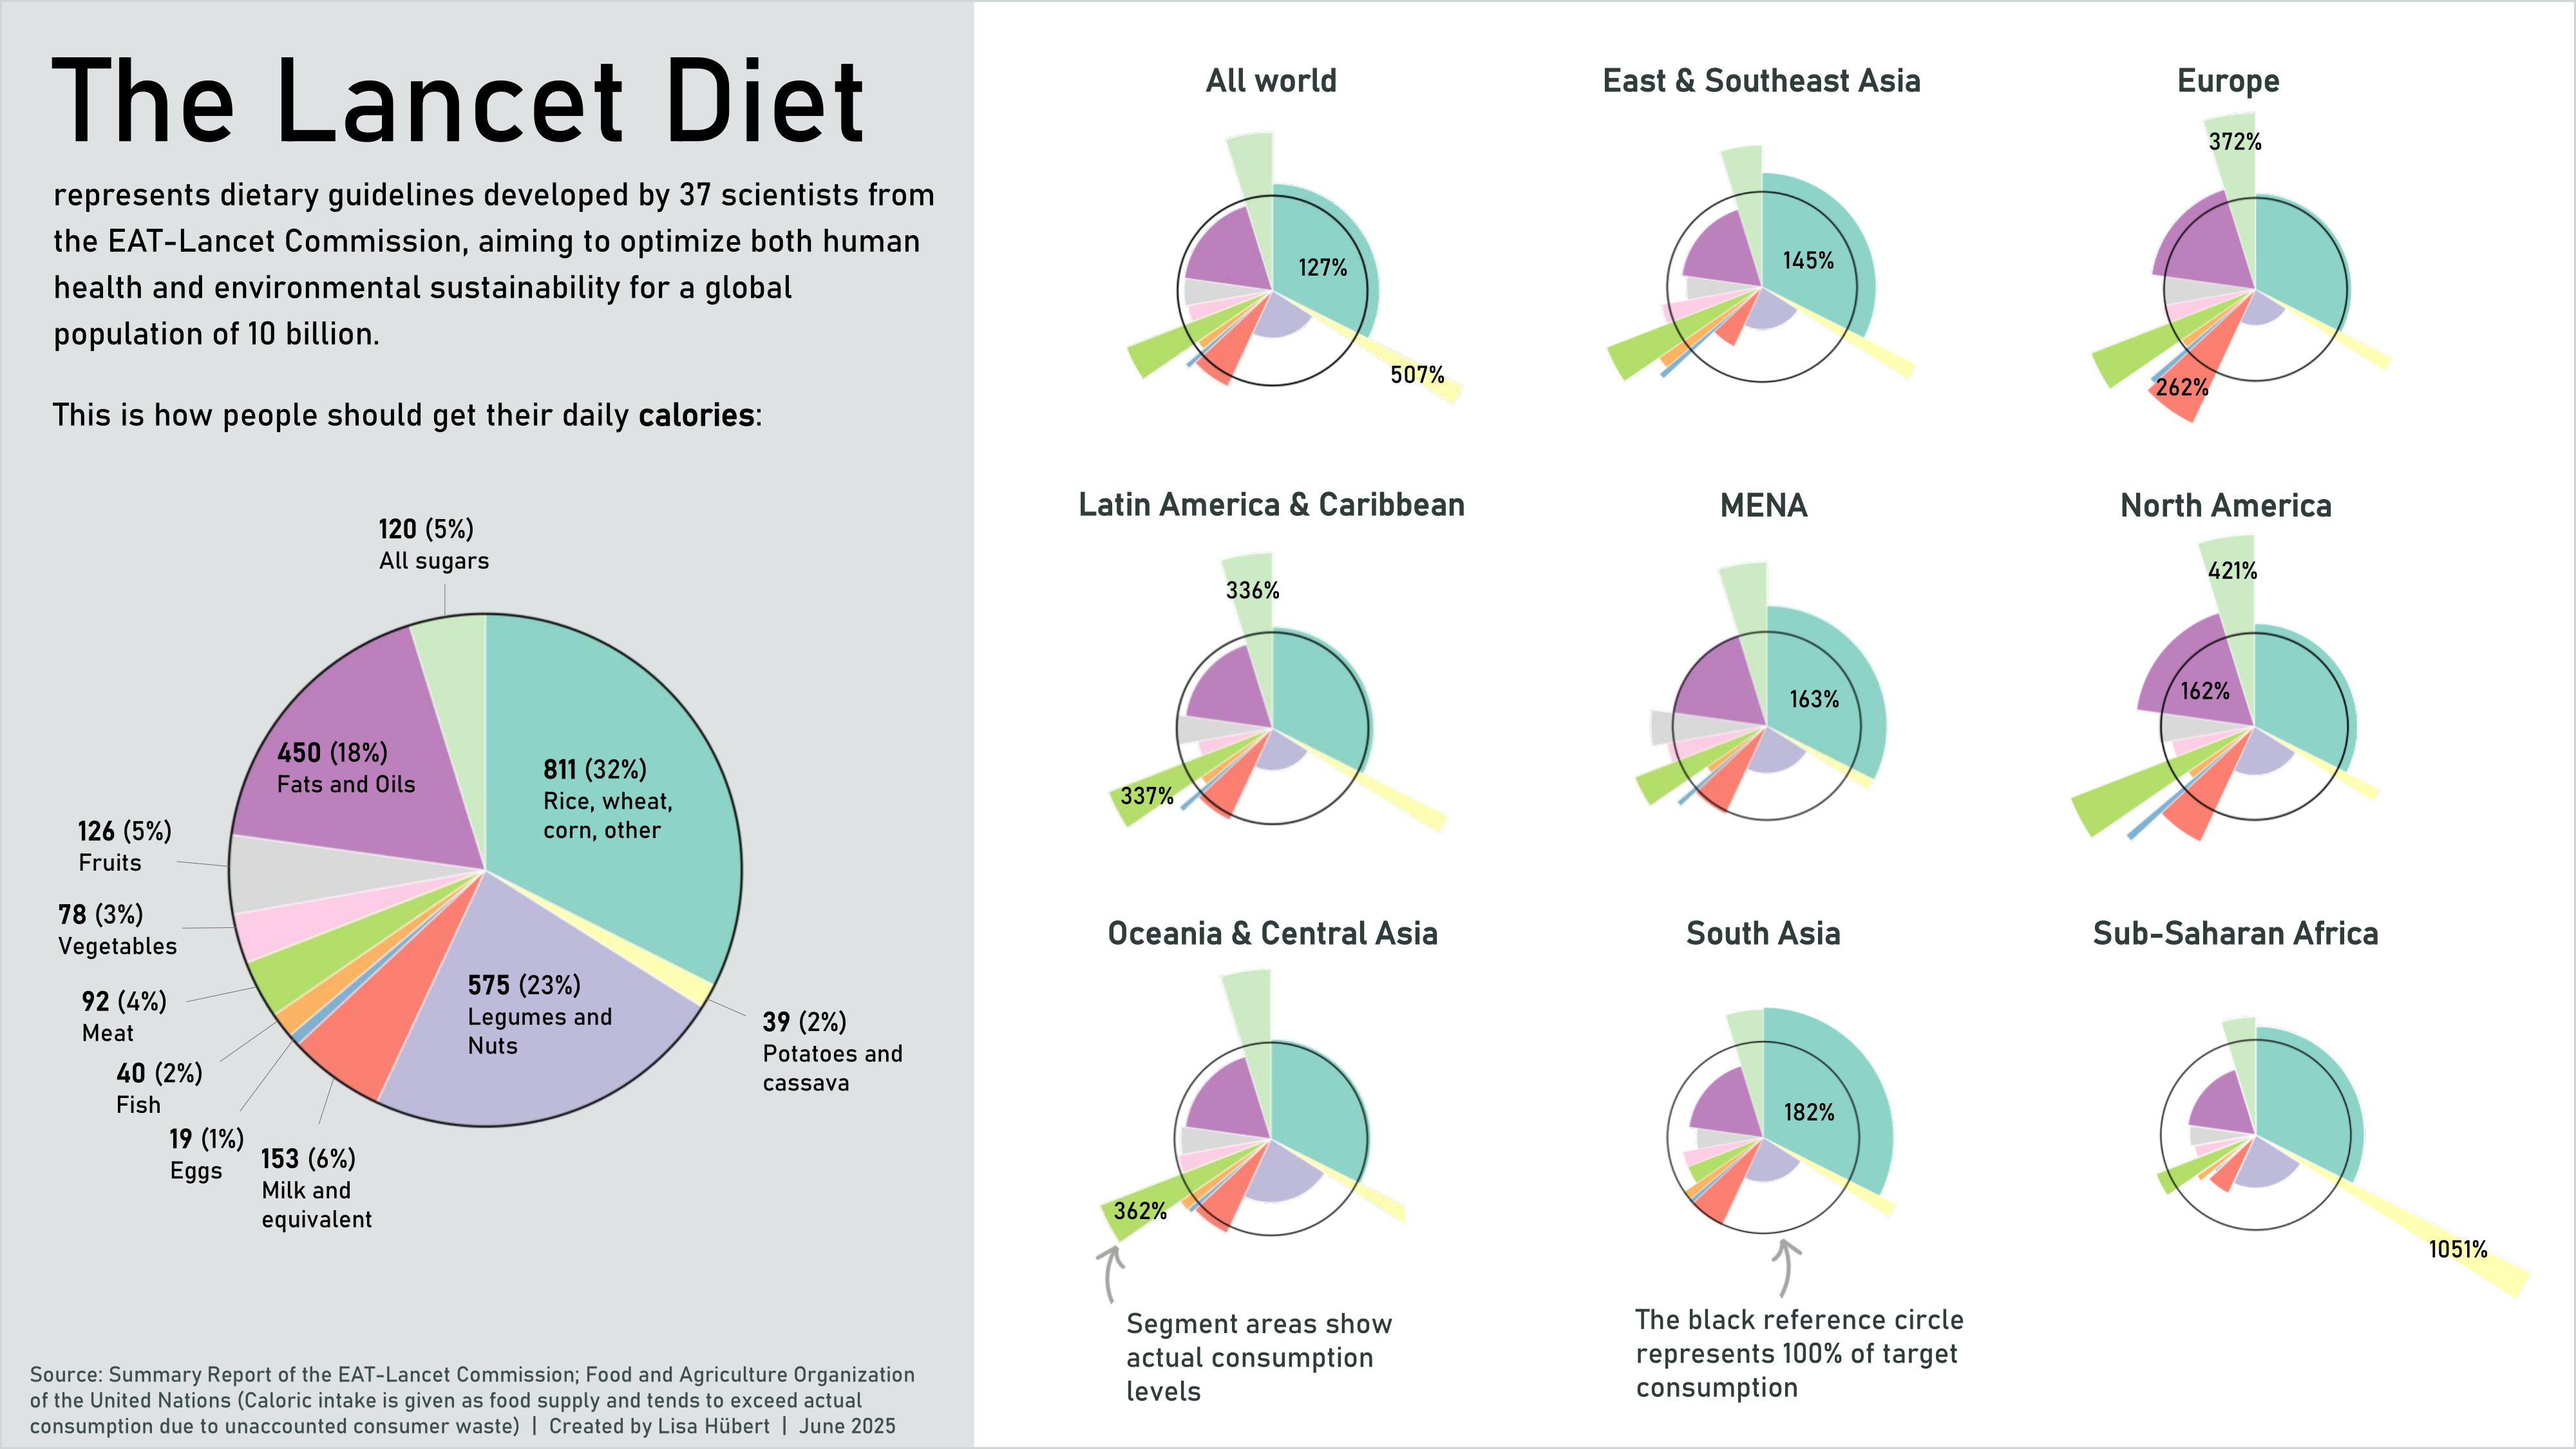 The Lancet Diet
represents dietary guidelines developed by 37 scientists from
the EAT-Lancet Commission, aiming to optimize both human
health and environmental sustainability for a global
population of 10 billion.
This is how people should get their daily calories:
120 (5%)
All sugars
450 (18%)
Fats and Oils
811 (32%)
Rice, wheat,
corn, other
126 (5%)
Fruits
78 (3%)
Vegetables
92 (4%)
Meat
40 (2%)
Fish
19 (1%)
Eggs
153 (6%)
Milk and
equivalent
575 (23%)
Legumes and
Nuts
39 (2%)
Potatoes and
cassava
Source: Summary Report of the EAT-Lancet Commission; Food and Agriculture Organization
of the United Nations (Caloric intake is given as food supply and tends to exceed actual
consumption due to unaccounted consumer waste) | Created by Lisa Hübert | June 2025
All world
127%
507%
East & Southeast Asia
145%
Europe
372%
262%
Latin America & Caribbean
336%
337%
MENA
163%
North America
421%
162%
Oceania & Central Asia
362%
Segment areas show
actual consumption
levels
South Asia
182%
The black reference circle
represents 100% of target
consumption
Sub-Saharan Africa
1051%